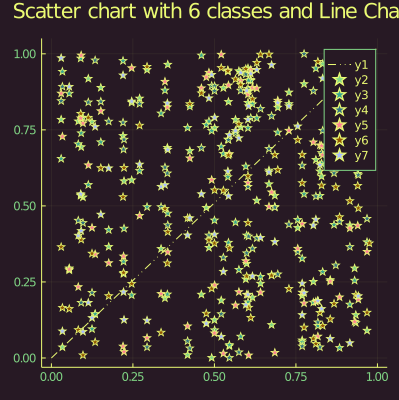 Scatter chart with 6 classes and Line Cha
1.00
0.75
0.50
0.25
0.00
0.00 0.25 0.50 0.75 1.00
y1
y2
y3
y4
y5
y6
y7